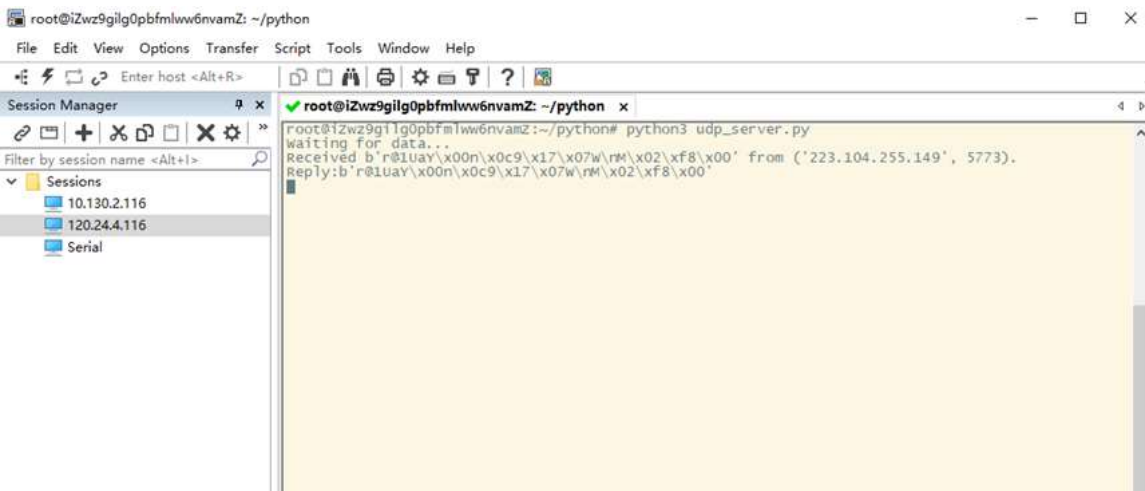 root@iZwz9gilg0pbfmlww6nvamZ: ~/python
File Edit View Options Transfer Script Tools Window Help
Enter host <Alt+R>
Session Manager
root@iZwz9gilg0pbfmlww6nvamZ: ~/python
Filter by session name <Alt+I>
Sessions
10.130.2.116
120.24.4.116
Serial
root@iZwz9gilg0pbfmlww6nvamZ:~/python# python3 udp_server.py
Waiting for data...
Received b'r@1UaY\x00n\x0c9\x17\x07W\nM\x02\xf8\x00' from ('223.104.255.149', 5773).
Reply:b'r@1UaY\x00n\x0c9\x17\x07W\nM\x02\xf8\x00'